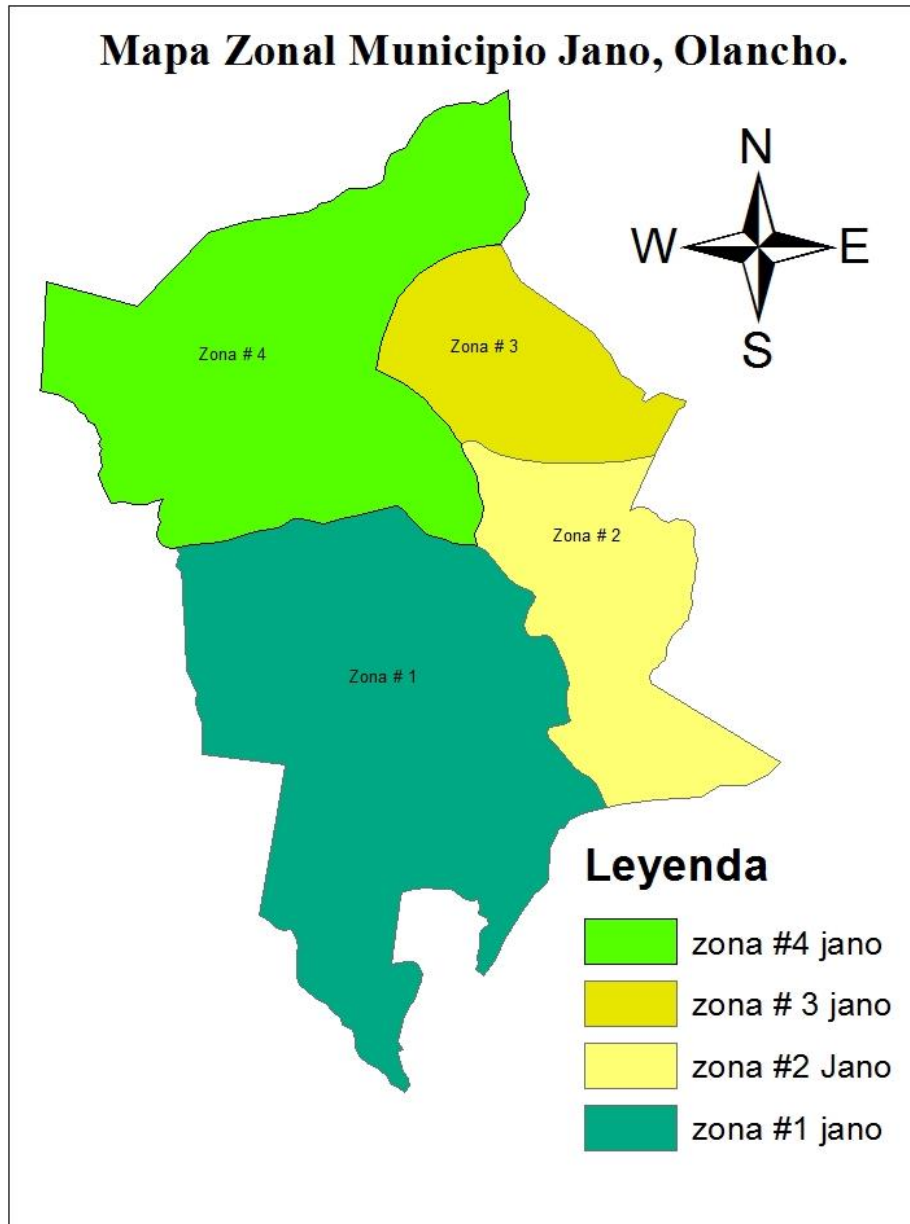 Mapa Zonal Municipio Jano, Olancho.
N
W E
S
Zona # 3
Zona # 4
Zona # 2
Zona # 1
Leyenda
zona #4 jano
zona # 3 jano
zona #2 Jano
zona #1 jano